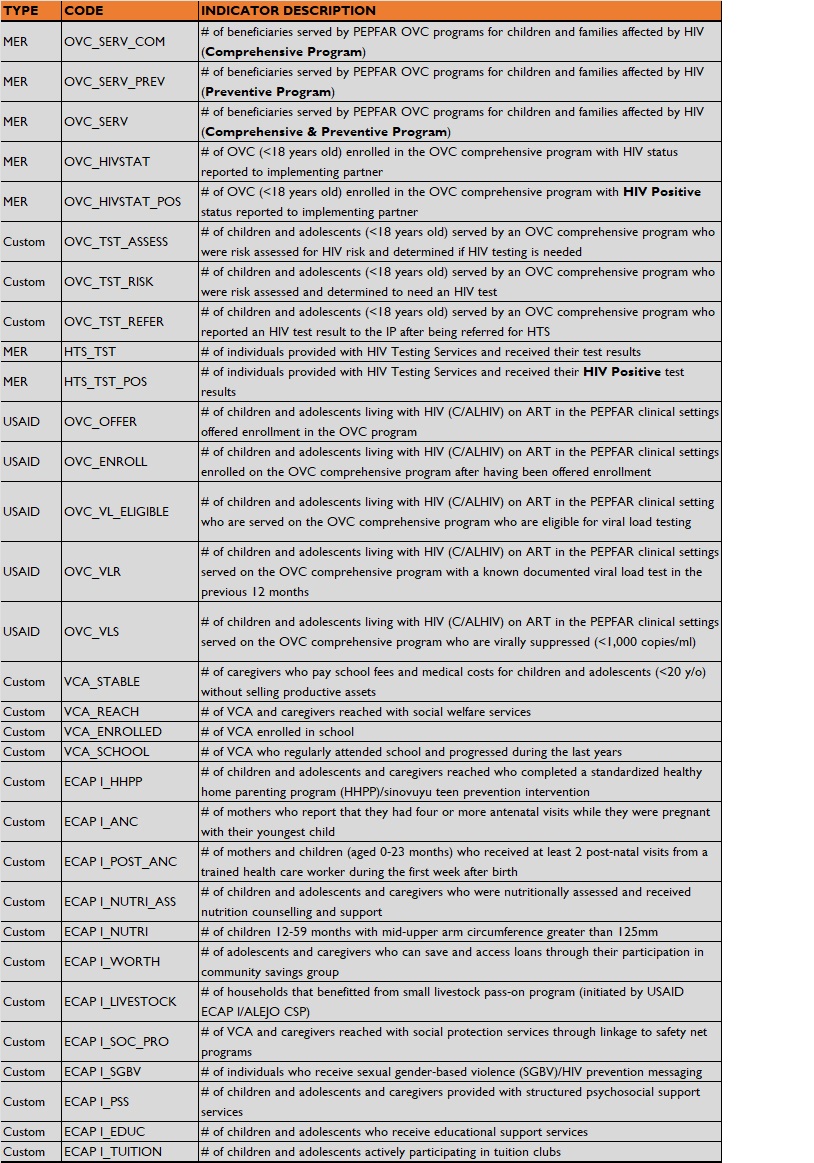 TYPE CODE INDICATOR DESCRIPTION
MER OVC_SERV_COM # of beneficiaries served by PEPFAR OVC programs for children and families affected by HIV
(Comprehensive Program)
MER OVC_SERV_PREV # of beneficiaries served by PEPFAR OVC programs for children and families affected by HIV
(Preventive Program)
MER OVC_SERV # of beneficiaries served by PEPFAR OVC programs for children and families affected by HIV
(Comprehensive & Preventive Program)
MER OVC_HIVSTAT # of OVC (<18 years old) enrolled in the OVC comprehensive program with HIV status
reported to implementing partner
MER OVC_HIVSTAT_POS # of OVC (<18 years old) enrolled in the OVC comprehensive program with HIV Positive
status reported to implementing partner
Custom OVC_TST_ASSESS # of children and adolescents (<18 years old) served by an OVC comprehensive program who
were risk assessed for HIV risk and determined if HIV testing is needed
Custom OVC_TST_RISK # of children and adolescents (<18 years old) served by an OVC comprehensive program who
were risk assessed and determined to need an HIV test
Custom OVC_TST_REFER # of children and adolescents (<18 years old) served by an OVC comprehensive program who
reported an HIV test result to the IP after being referred for HTS
MER HTS_TST # of individuals provided with HIV Testing Services and received their test results
MER HTS_TST_POS # of individuals provided with HIV Testing Services and received their HIV Positive test
results
USAID OVC_OFFER # of children and adolescents living with HIV (C/ALHIV) on ART in the PEPFAR clinical settings
offered enrollment in the OVC program
USAID OVC_ENROLL # of children and adolescents living with HIV (C/ALHIV) on ART in the PEPFAR clinical settings
enrolled on the OVC comprehensive program after having been offered enrollment
USAID OVC_VL_ELIGIBLE # of children and adolescents living with HIV (C/ALHIV) on ART in the PEPFAR clinical setting
who are served on the OVC comprehensive program who are eligible for viral load testing
USAID OVC_VLR # of children and adolescents living with HIV (C/ALHIV) on ART in the PEPFAR clinical settings
served on the OVC comprehensive program with a known documented viral load test in the
previous 12 months
USAID OVC_VLS # of children and adolescents living with HIV (C/ALHIV) on ART in the PEPFAR clinical settings
served on the OVC comprehensive program who are virally suppressed (<1,000 copies/ml)
Custom VCA_STABLE # of caregivers who pay school fees and medical costs for children and adolescents (<20 y/o)
without selling productive assets
Custom VCA_REACH # of VCA and caregivers reached with social welfare services
Custom VCA_ENROLLED # of VCA enrolled in school
Custom VCA_SCHOOL # of VCA who regularly attended school and progressed during the last years
Custom ECAP I_HHPP # of children and adolescents and caregivers reached who completed a standardized healthy
home parenting program (HHPP)/sinovuyu teen prevention intervention
Custom ECAP I_ANC # of mothers who report that they had four or more antenatal visits while they were pregnant
with their youngest child
Custom ECAP I_POST_ANC # of mothers and children (aged 0-23 months) who received at least 2 post-natal visits from a
trained health care worker during the first week after birth
Custom ECAP I_NUTRI_ASS # of children and adolescents and caregivers who were nutritionally assessed and received
nutrition counselling and support
Custom ECAP I_NUTRI # of children 12-59 months with mid-upper arm circumference greater than 125mm
Custom ECAP I_WORTH # of adolescents and caregivers who can save and access loans through their participation in
community savings group
Custom ECAP I_LIVESTOCK # of households that benefitted from small livestock pass-on program (initiated by USAID
ECAP I/ALEJO CSP)
Custom ECAP I_SOC_PRO # of VCA and caregivers reached with social protection services through linkage to safety net
programs
Custom ECAP I_SGBV # of individuals who receive sexual gender-based violence (SGBV)/HIV prevention messaging
Custom ECAP I_PSS # of children and adolescents and caregivers provided with structured psychosocial support
services
Custom ECAP I_EDUC # of children and adolescents who receive educational support services
Custom ECAP I_TUITION # of children and adolescents actively participating in tuition clubs